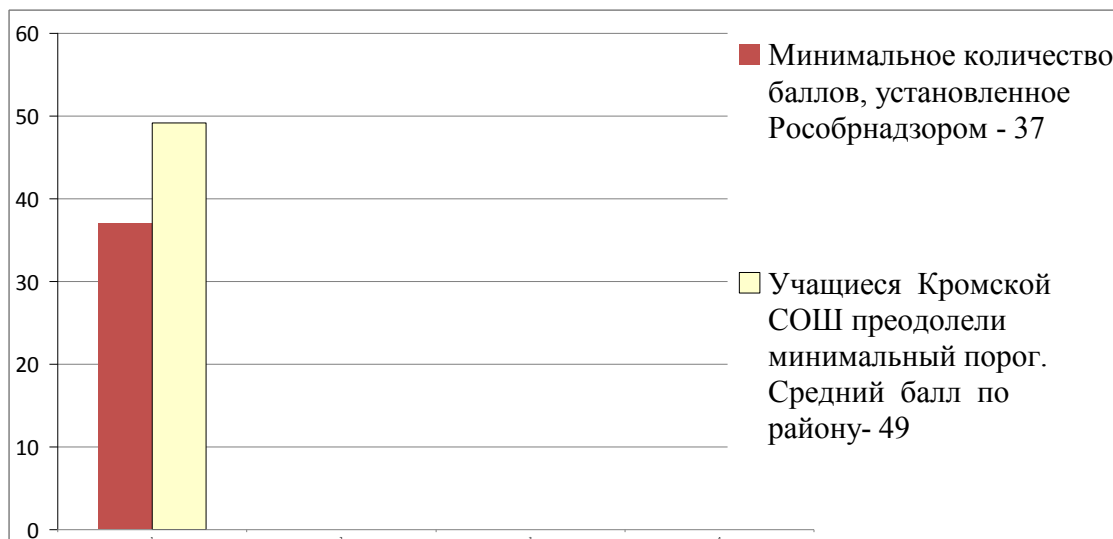 60
50
40
30
20
10
0
Минимальное количество
баллов, установленное
Рособрнадзором - 37
Учащиеся Кромской
СОШ преодолели
минимальный порог.
Средний балл по
району- 49